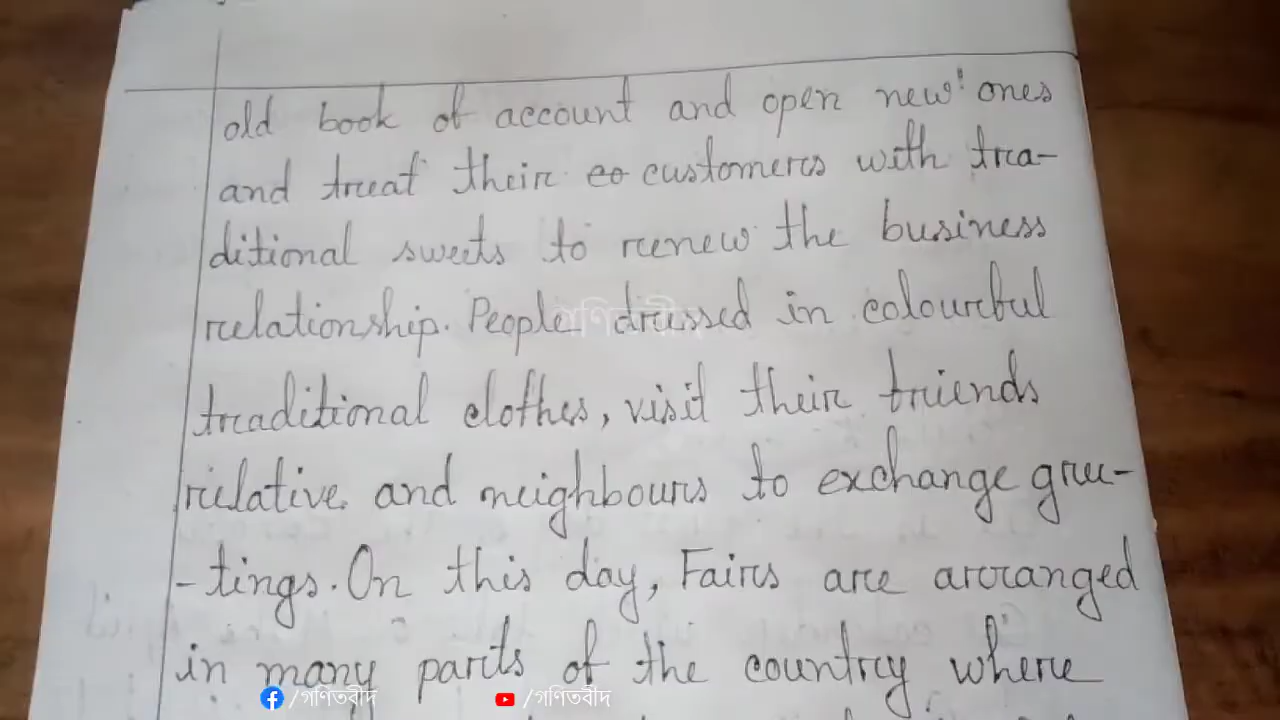 old book of account and open new ones
and treat their co customers with tra-
ditional sweets to renew the business
relationship. People dressed in colourful
গণিতবীদ
traditional clothes, visit their friends
relative and neighbours to exchange gree-
-tings. On this day, Fairs are arranged
in many parts of the country where
/গণিতবীদ
/গণিতবীদ